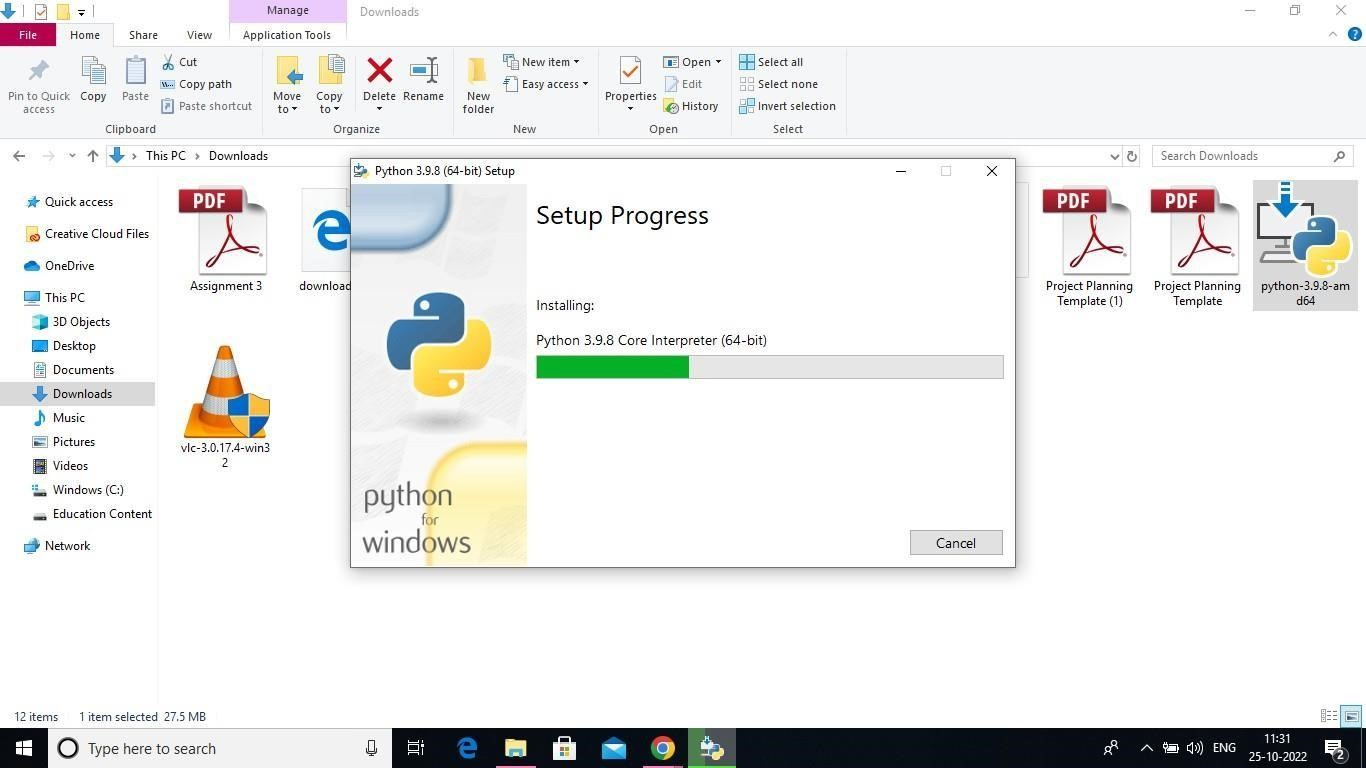 Manage
Downloads
File
Home
Share
View
Application Tools
Pin to Quick
access
Copy
Paste
Cut
Copy path
Paste shortcut
Clipboard
Move
to
Copy
to
Delete
Rename
Organize
New
folder
New item
Easy access
New
Properties
Open
Edit
History
Open
Select all
Select none
Invert selection
Select
This PC
Downloads
Search Downloads
Quick access
Creative Cloud Files
OneDrive
This PC
3D Objects
Desktop
Documents
Downloads
Music
Pictures
Videos
Windows (C:)
Education Content
Network
PDF
Assignment 3
download
vlc-3.0.17.4-win3
2
Python 3.9.8 (64-bit) Setup
Setup Progress
Installing:
Python 3.9.8 Core Interpreter (64-bit)
python
for
windows
Cancel
PDF
Project Planning
Template (1)
PDF
Project Planning
Template
python-3.9.8-am
d64
12 items
1 item selected 27.5 MB
Type here to search
ENG
11:31
25-10-2022
2